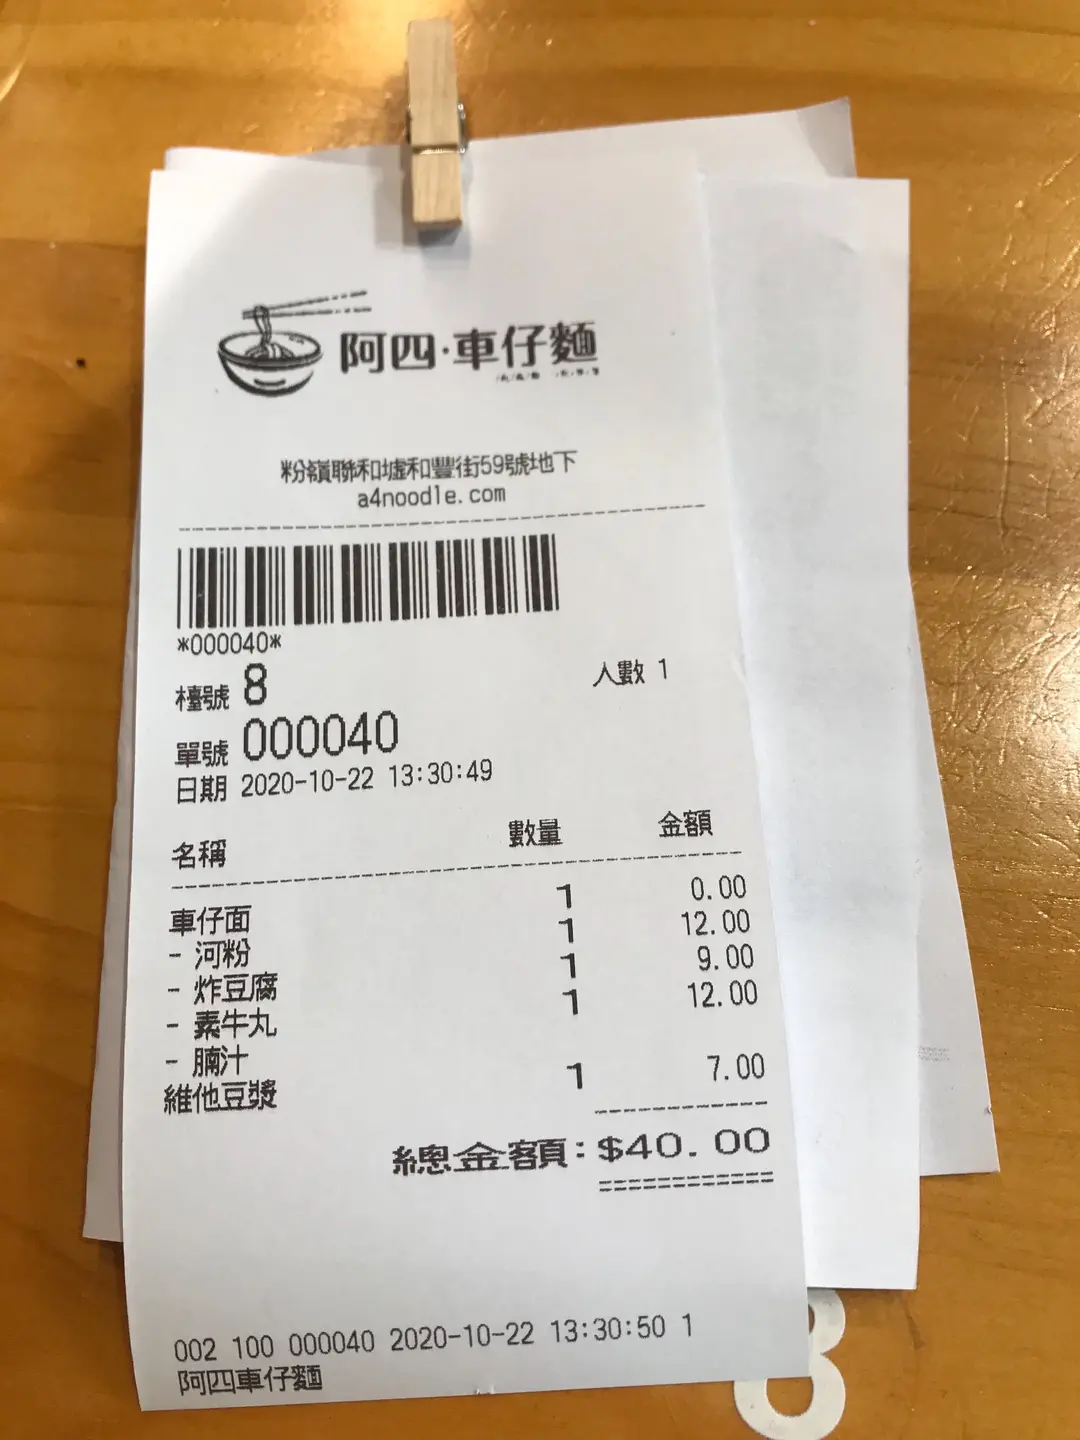 阿四·車仔麵
粉嶺聯和墟和豐街59號地下
a4noodle.com
*000040*
檯號 8 人數 1
單號 000040
日期 2020-10-22 13:30:49
名稱 數量 金額
車仔面 1 0.00
- 河粉 1 12.00
- 炸豆腐 1 9.00
- 素牛丸 1 12.00
- 腩汁
維他豆漿 1 7.00
總金額: $40.00
002 100 000040 2020-10-22 13:30:50 1
阿四車仔麵